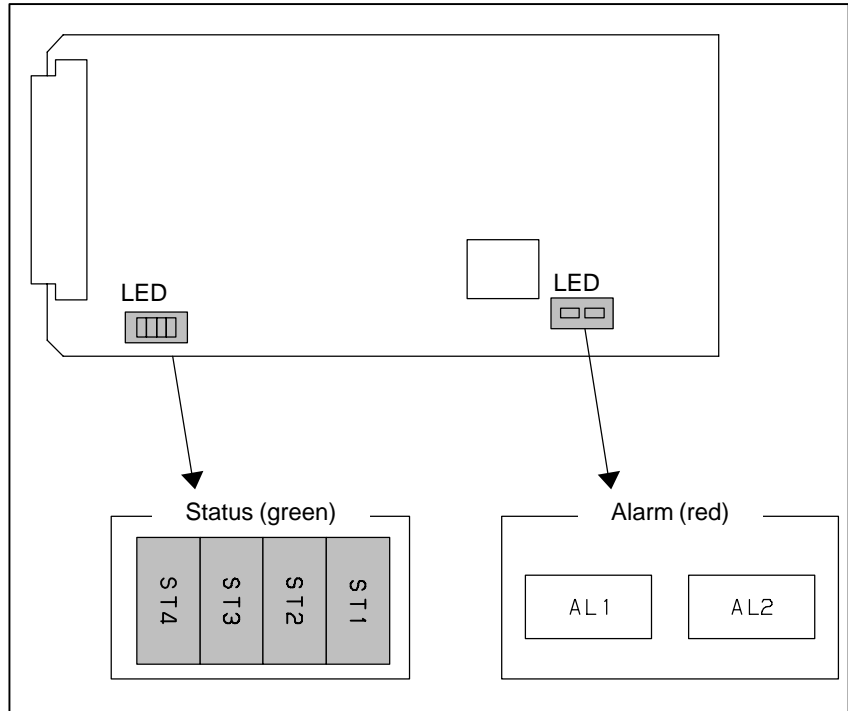 LED
LED
Status (green)
ST4
ST3
ST2
ST1
Alarm (red)
AL1
AL2